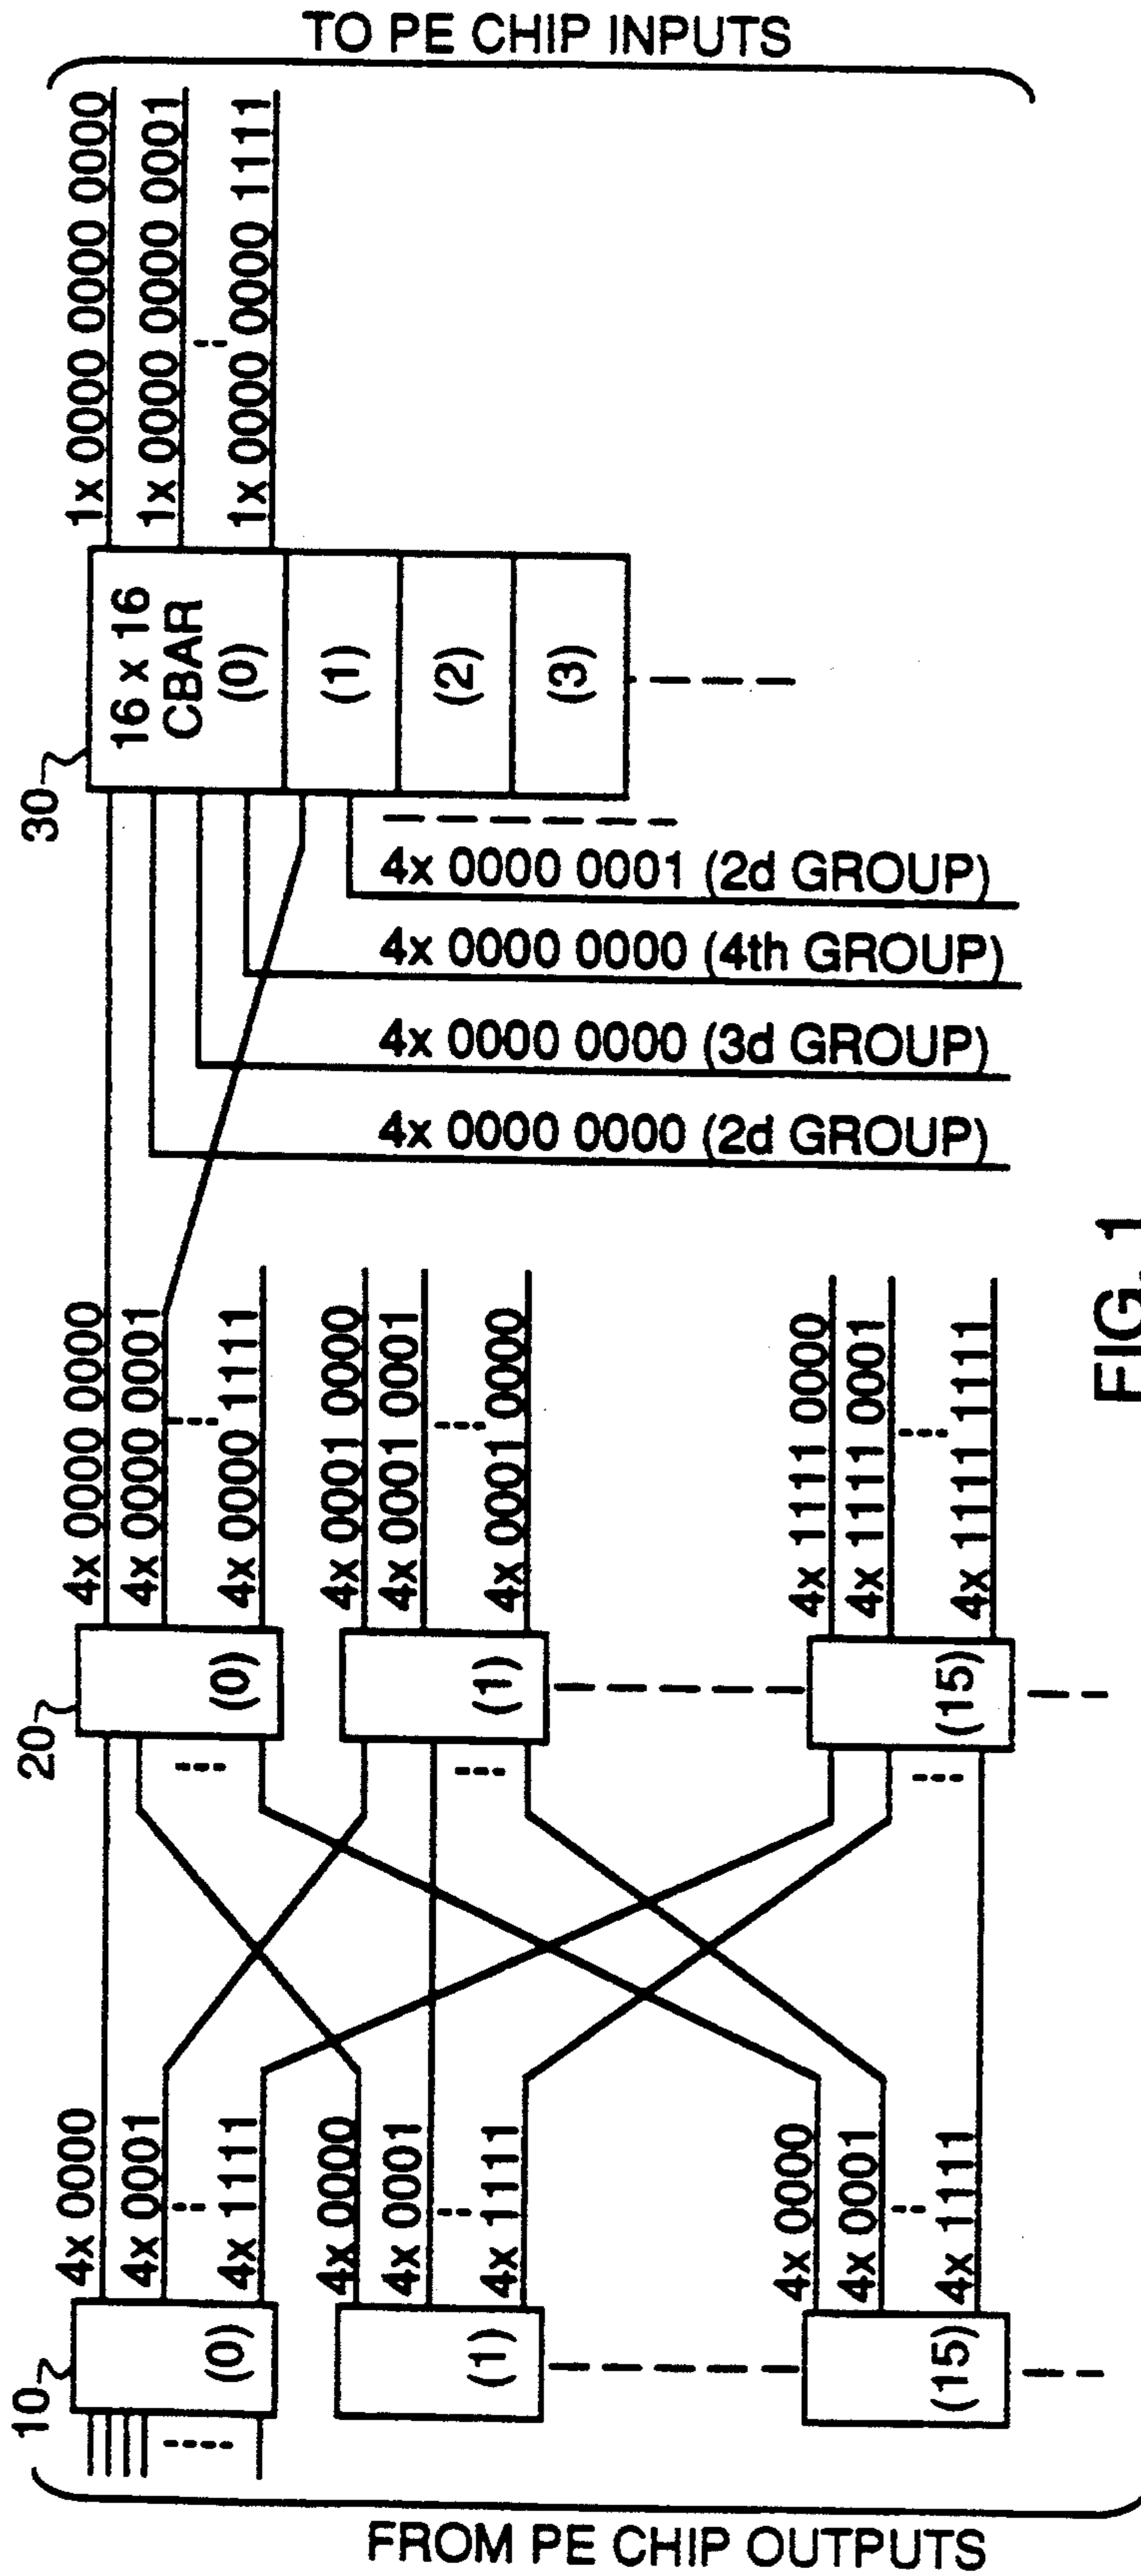 FROM PE CHIP OUTPUTS
10
(0)
4x 0000
4x 0001
4x 1111
(1)
4x 0000
4x 0001
4x 1111
(15)
4x 0000
4x 0001
4x 1111
20
(0)
4x 0000 0000
4x 0000 0001
4x 0000 1111
(1)
4x 0001 0000
4x 0001 0001
4x 0001 0000
(15)
4x 1111 0000
4x 1111 0001
4x 1111 1111
4x 0000 0000 (2d GROUP)
4x 0000 0000 (3d GROUP)
4x 0000 0000 (4th GROUP)
4x 0000 0001 (2d GROUP)
30
16 x 16
CBAR
(0)
(1)
(2)
(3)
1x 0000 0000 0000
1x 0000 0000 0001
1x 0000 0000 1111
TO PE CHIP INPUTS
FIG. 1